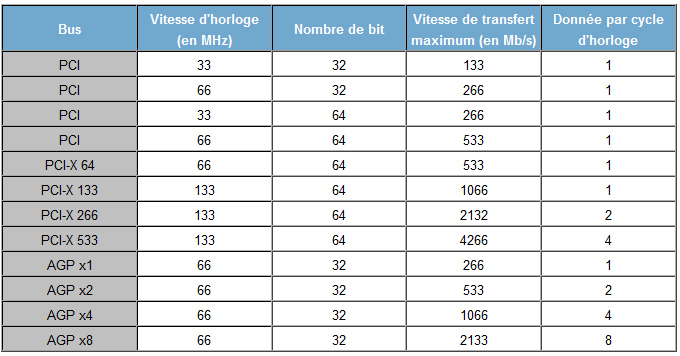 Bus Vitesse d'horloge (en MHz) Nombre de bit Vitesse de transfert maximum (en Mb/s) Donnée par cycle d'horloge
PCI 33 32 133 1
PCI 66 32 266 1
PCI 33 64 266 1
PCI 66 64 533 1
PCI-X 64 66 64 533 1
PCI-X 133 133 64 1066 1
PCI-X 266 133 64 2132 2
PCI-X 533 133 64 4266 4
AGP x1 66 32 266 1
AGP x2 66 32 533 2
AGP x4 66 32 1066 4
AGP x8 66 32 2133 8